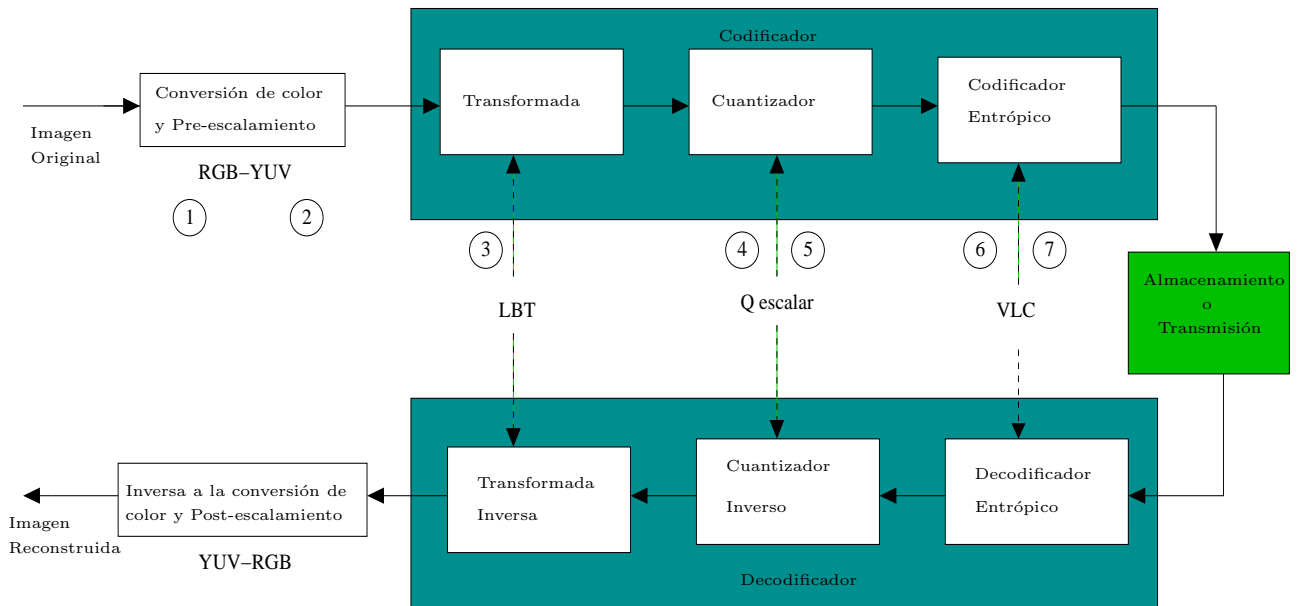 Codificador
Conversión de color
y Pre-escalamiento
Transformada
Cuantizador
Codificador
Entrópico
Imagen
Original
RGB–YUV
1
2
3
4
5
6
7
LBT
Q escalar
VLC
Almacenamiento
o
Transmisión
Inversa a la conversión de
color y Post-escalamiento
Transformada
Inversa
Cuantizador
Inverso
Decodificador
Entrópico
Imagen
Reconstruida
YUV–RGB
Decodificador